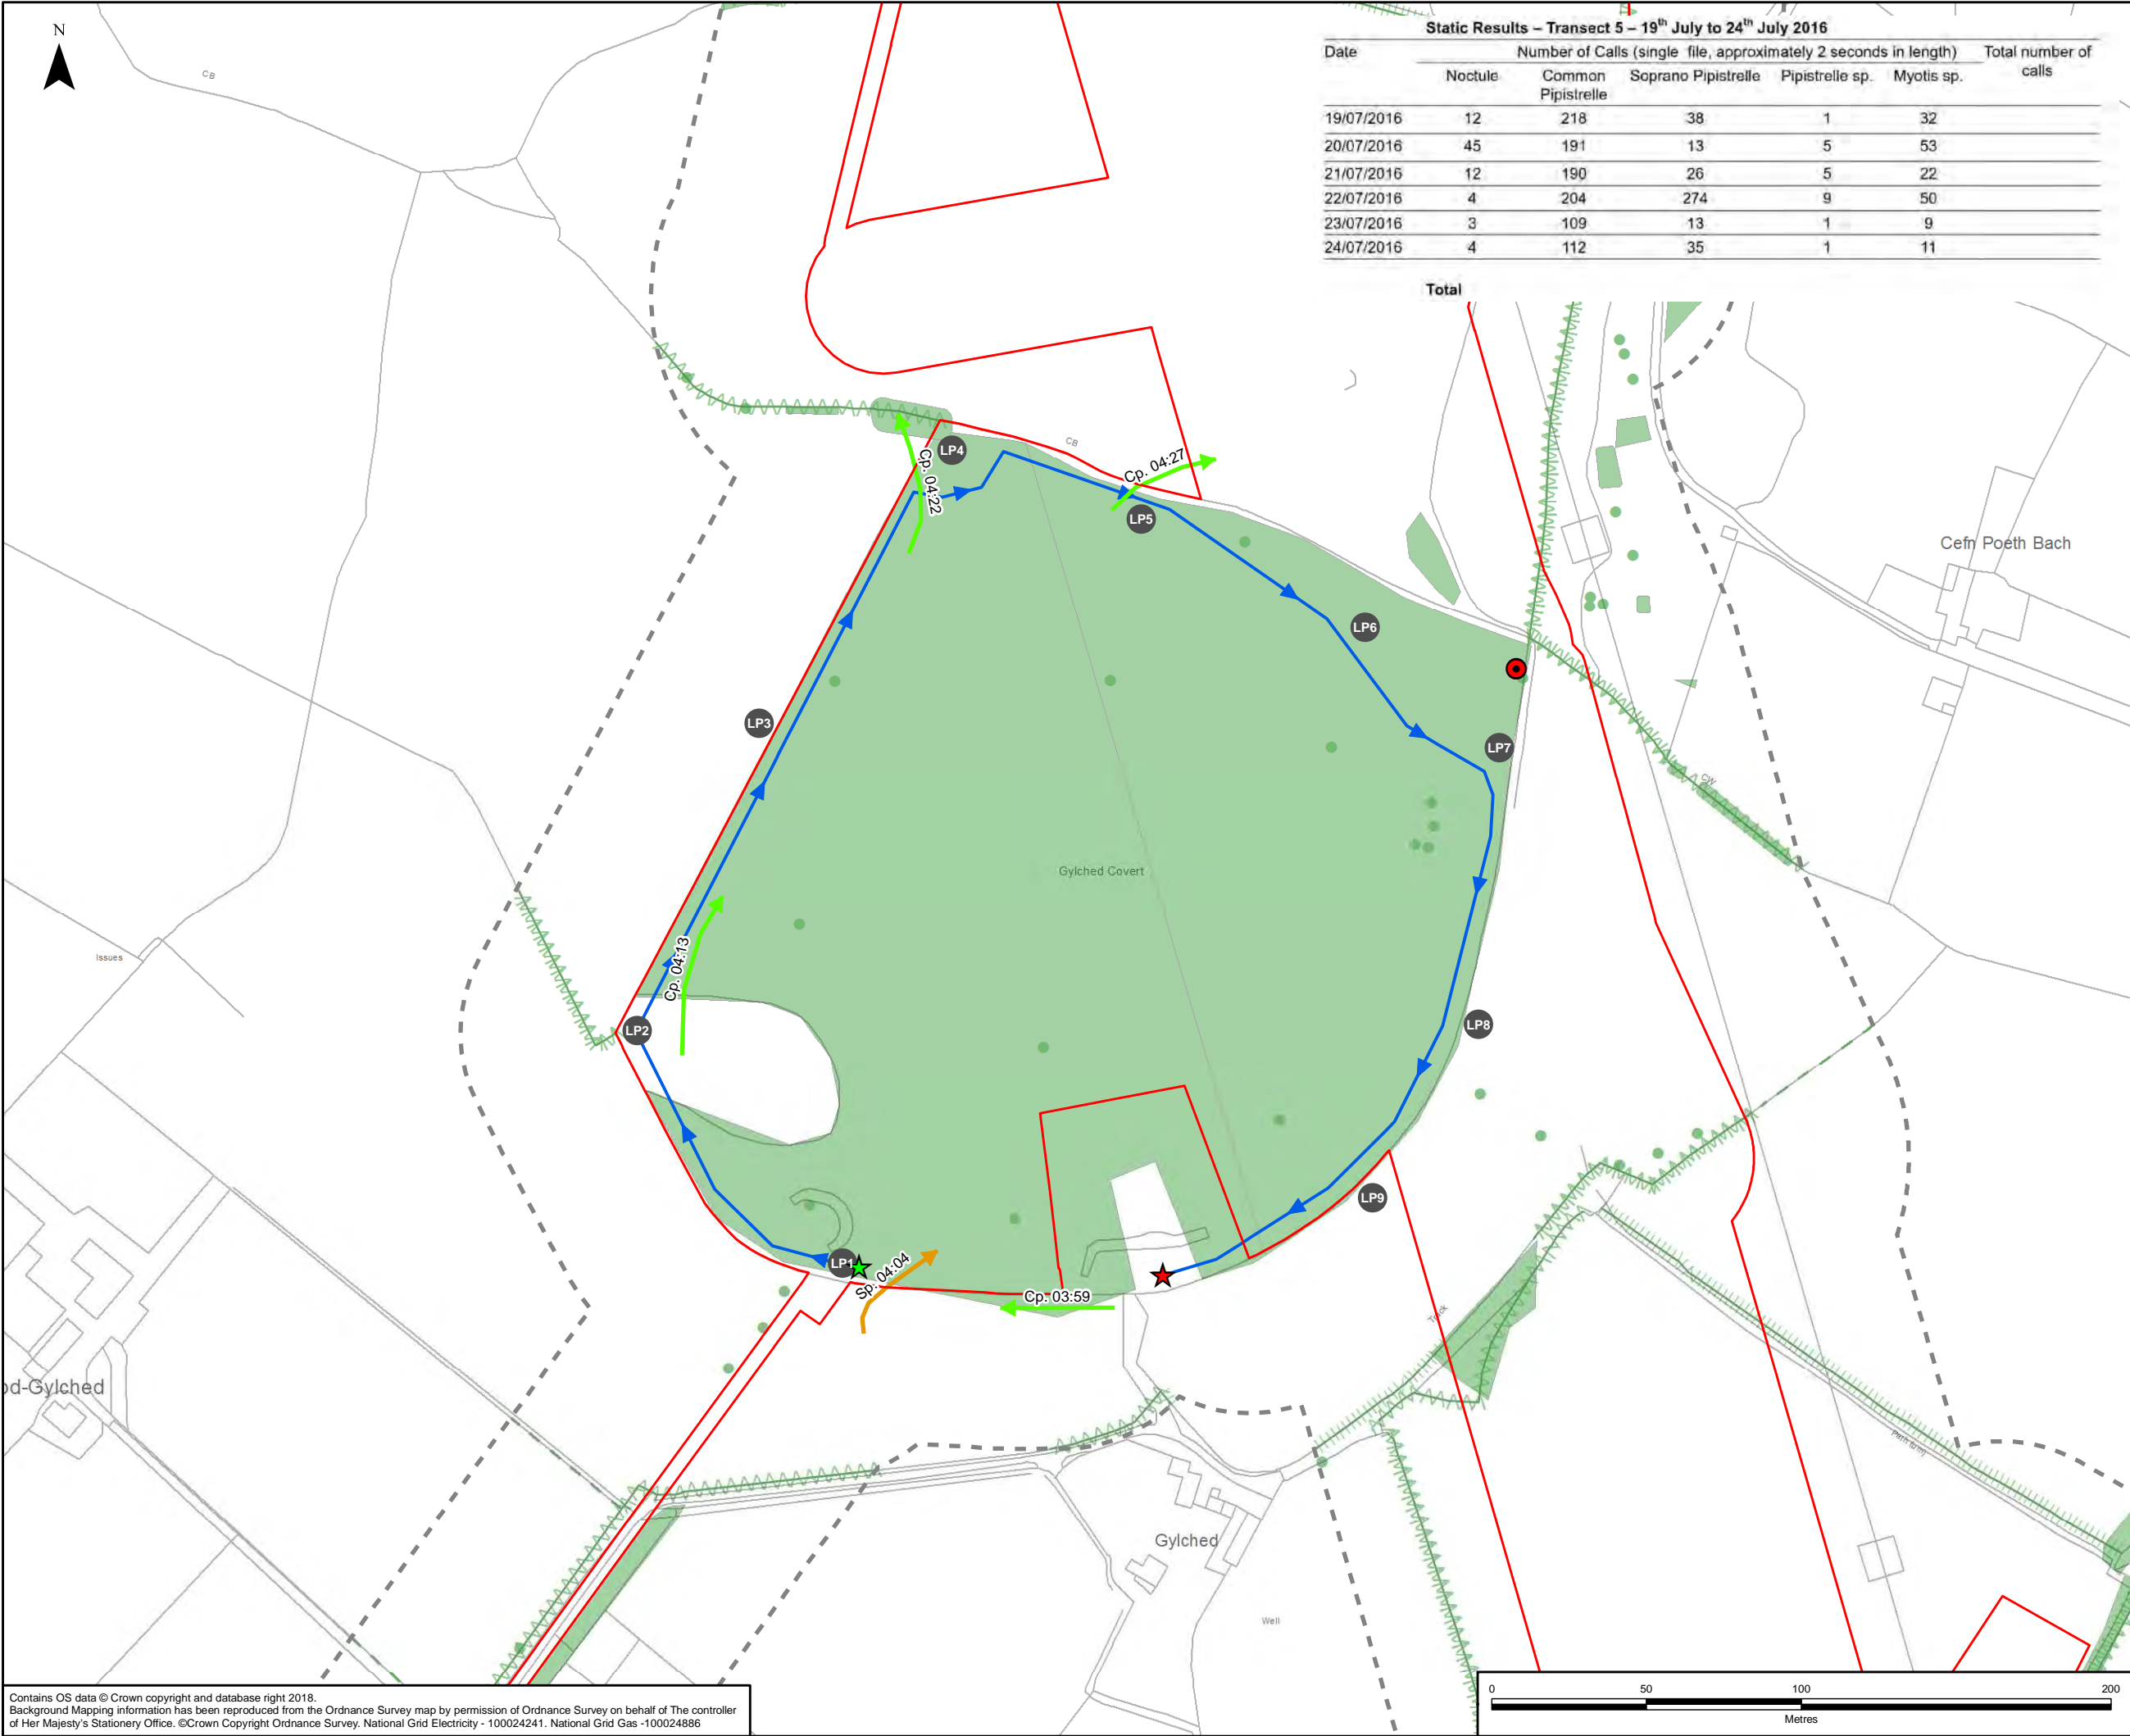 N
Static Results – Transect 5 – 19th July to 24th July 2016
Date Number of Calls (single file, approximately 2 seconds in length) Total number of calls
Noctule Common Pipistrelle Soprano Pipistrelle Pipistrelle sp. Myotis sp.
19/07/2016 12 218 38 1 32
20/07/2016 45 191 13 5 53
21/07/2016 12 190 26 5 22
22/07/2016 4 204 274 9 50
23/07/2016 3 109 13 1 9
24/07/2016 4 112 35 1 11
Total
CB
CB
LP4
Cp. 04:22
Cp. 04:27
LP5
Cefn Poeth Bach
LP6
LP3
LP7
CW
Gylched Covert
Issues
Cp. 04:13
LP2
LP8
LP9
LP1
Sp. 04:04
Cp. 03:59
Track
od-Gylched
Path (um)
Gylched
Well
Contains OS data © Crown copyright and database right 2018.
Background Mapping information has been reproduced from the Ordnance Survey map by permission of Ordnance Survey on behalf of The controller
of Her Majesty's Stationery Office. ©Crown Copyright Ordnance Survey. National Grid Electricity - 100024241. National Grid Gas -100024886
0 50 100 200
Metres